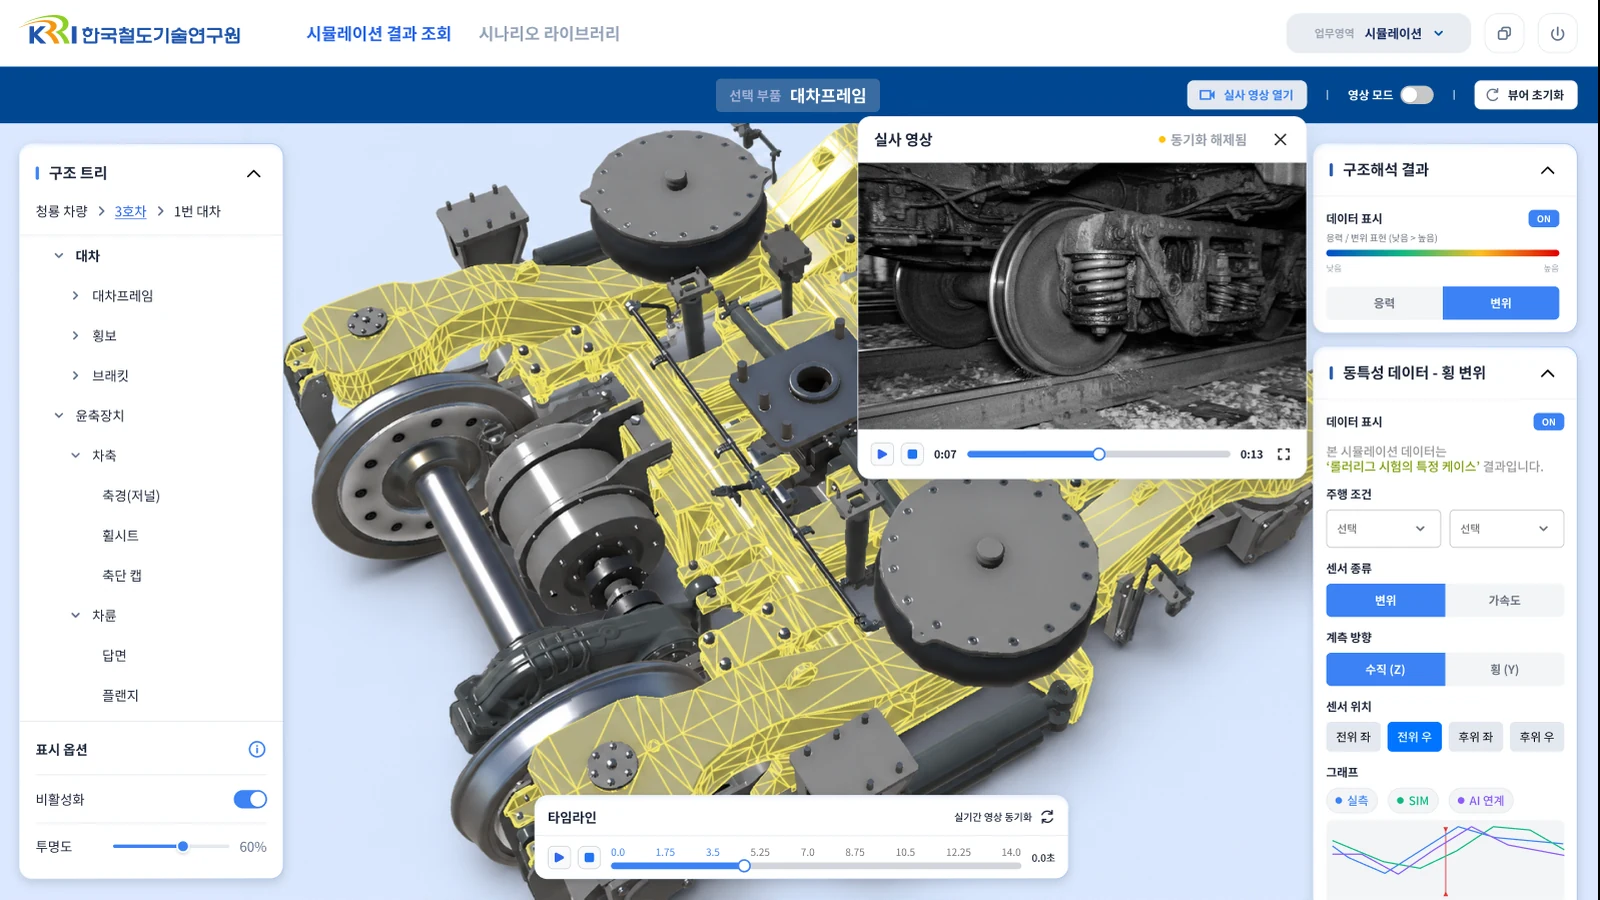 KRRI 한국철도기술연구원
시뮬레이션 결과 조회
시나리오 라이브러리
업무영역 시뮬레이션
선택 부품 대차프레임
실사 영상 열기
영상 모드
뷰어 초기화
구조 트리
청룡 차량 > 3호차 > 1번 대차
대차
대차프레임
횡보
브래킷
윤축장치
차축
축경(저널)
휠시트
축단 캡
차륜
답면
플랜지
표시 옵션
비활성화
투명도 60%
실사 영상
동기화 해제됨
0:07
0:13
타임라인
실기간 영상 동기화
0.0 1.75 3.5 5.25 7.0 8.75 10.5 12.25 14.0
0.0초
구조해석 결과
데이터 표시 ON
응력 / 변위 표현 (낮음 > 높음)
낮음 높음
응력 변위
동특성 데이터 - 횡 변위
데이터 표시 ON
본 시뮬레이션 데이터는
‘롤러리그 시험의 특정 케이스’ 결과입니다.
주행 조건
선택 선택
센서 종류
변위 가속도
계측 방향
수직 (Z) 횡 (Y)
센서 위치
전위 좌 전위 우 후위 좌 후위 우
그래프
실측 SIM AI 연계